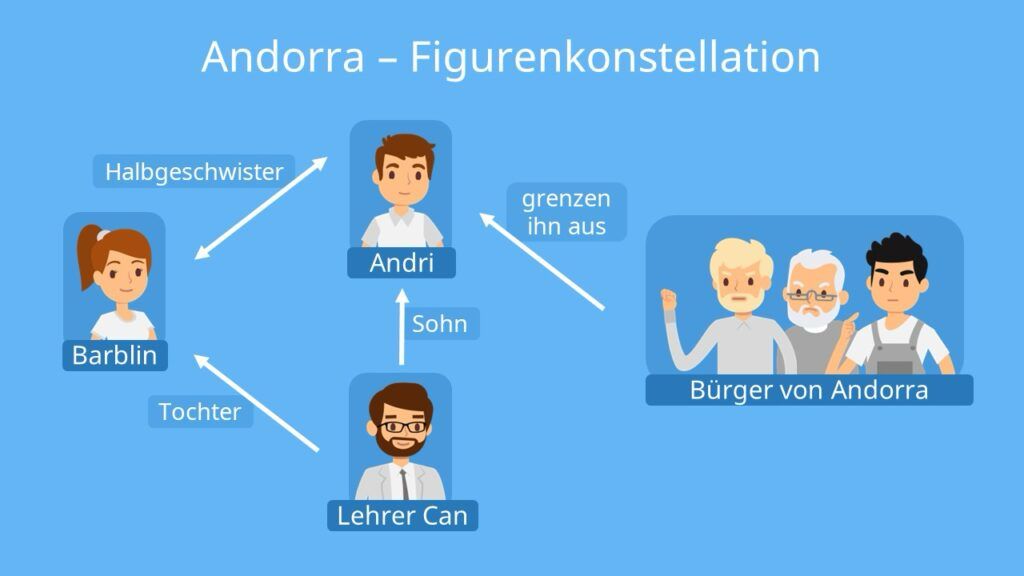 Andorra – Figurenkonstellation
Halbgeschwister
grenzen
ihn aus
Andri
Sohn
Barblin
Bürger von Andorra
Tochter
Lehrer Can